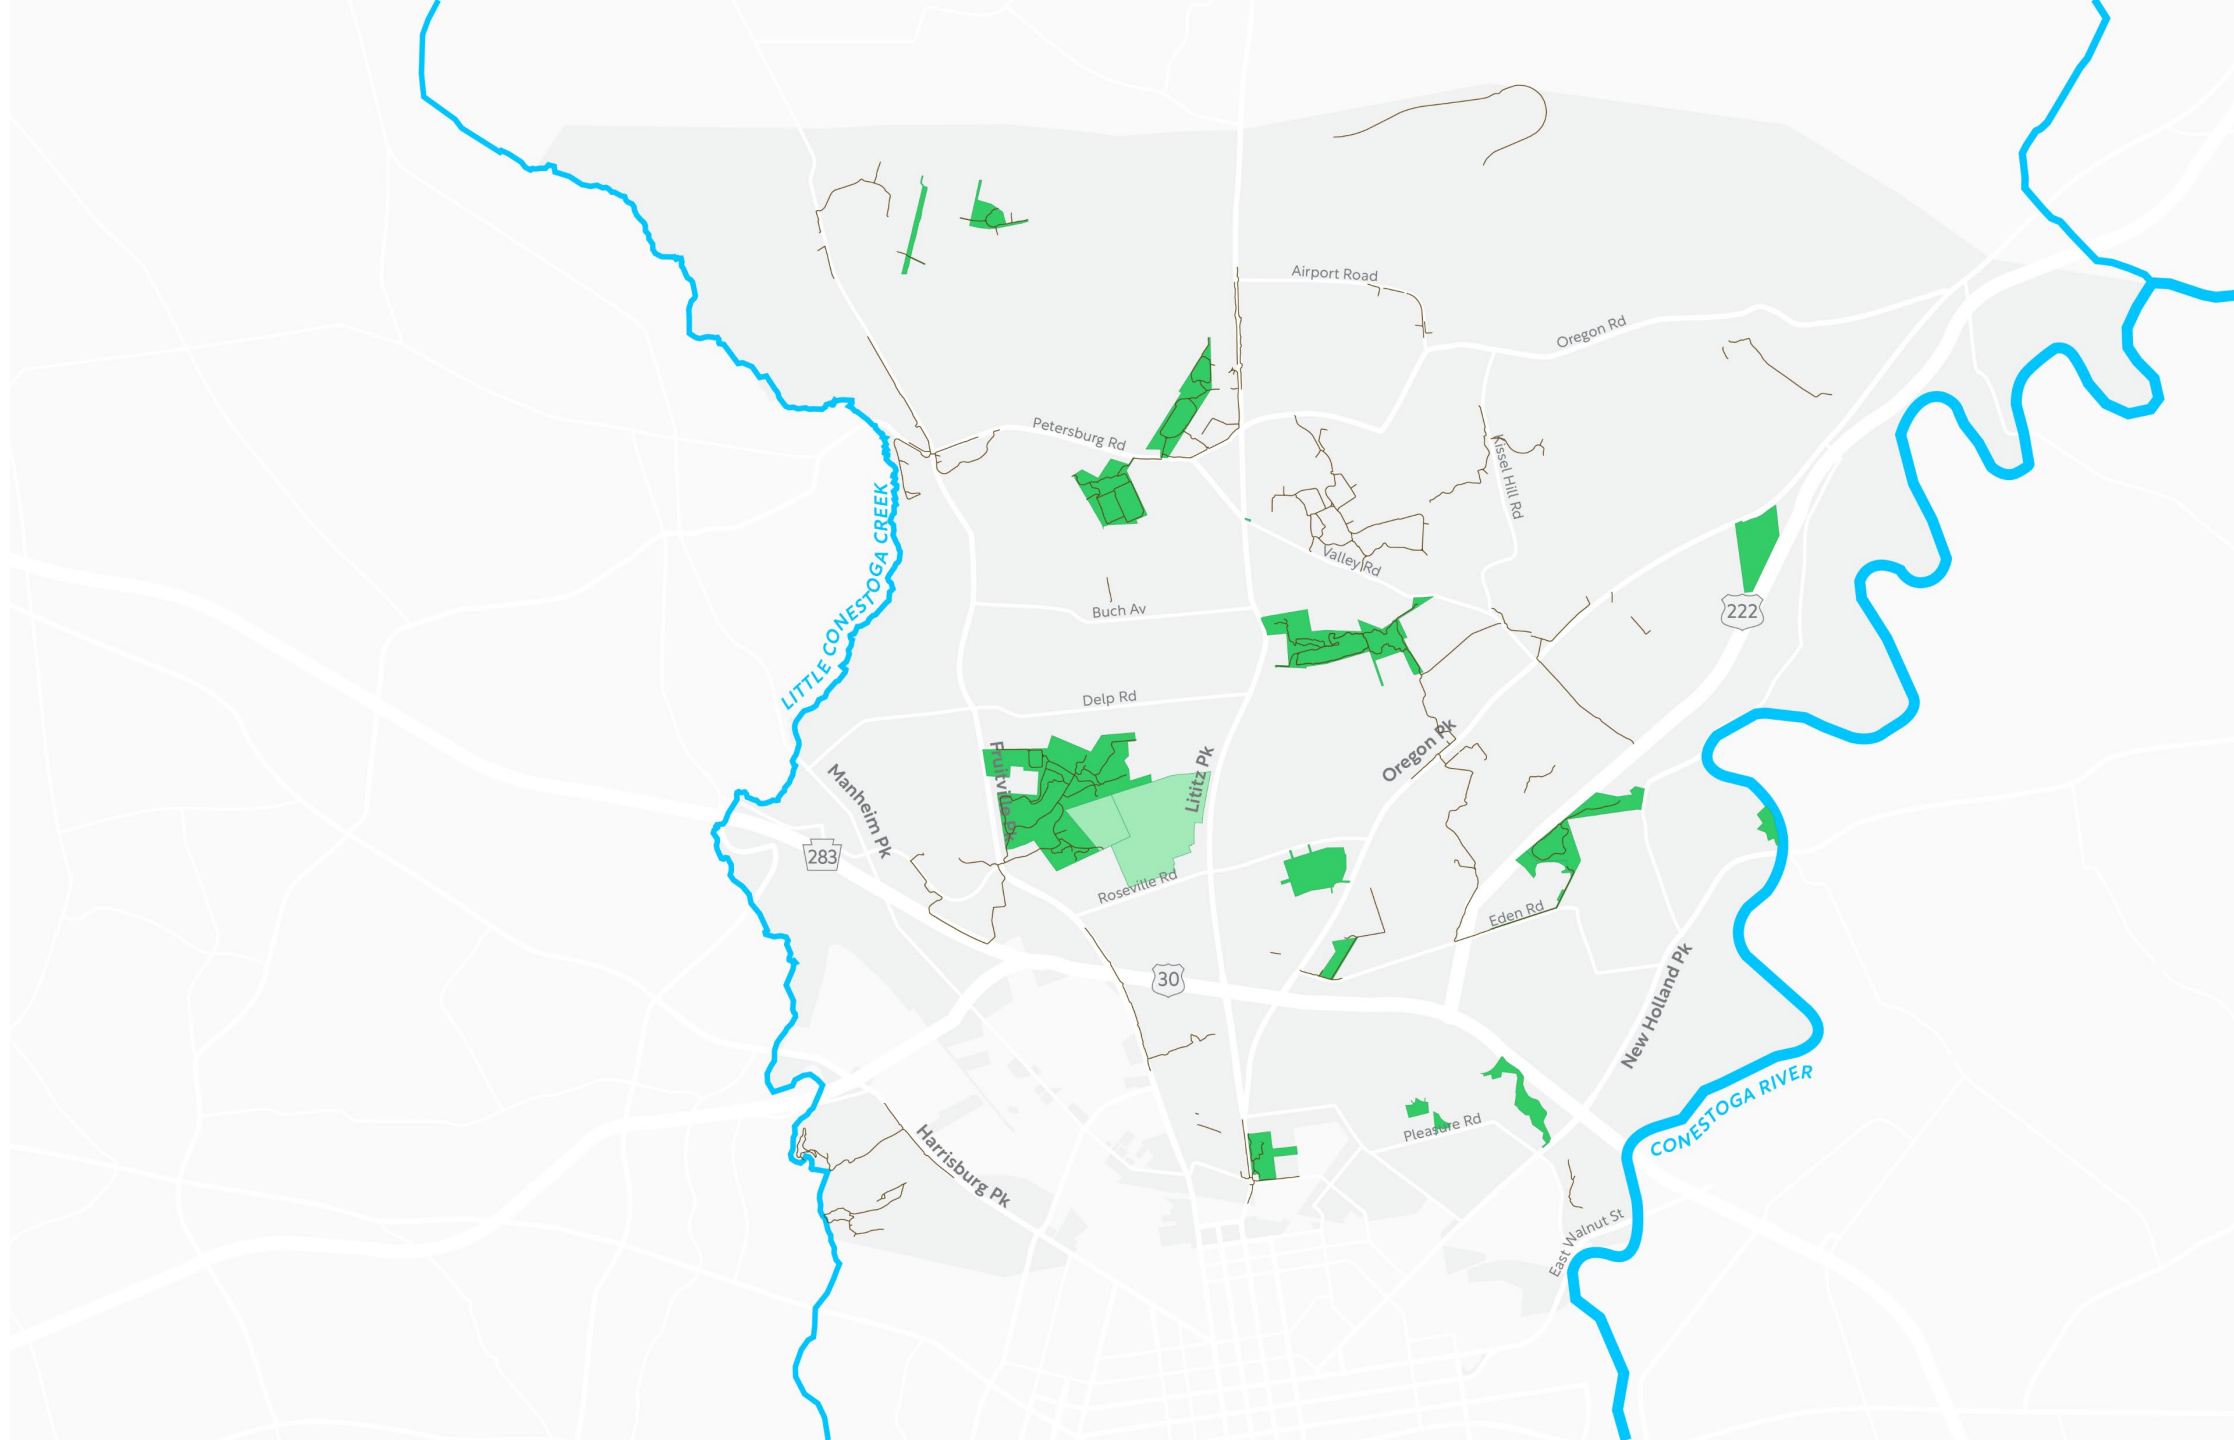 Airport Road
Oregon Rd
Petersburg Rd
Kissel Hill Rd
LITTLE CONESTOGA CREEK
Valley Rd
Buch Av
222
Delp Rd
Fruitville Pk
Lititz Pk
Oregon Pk
Manheim Pk
283
Roseville Rd
Eden Rd
30
New Holland Pk
CONESTOGA RIVER
Pleasure Rd
Harrisburg Pk
East Walnut St